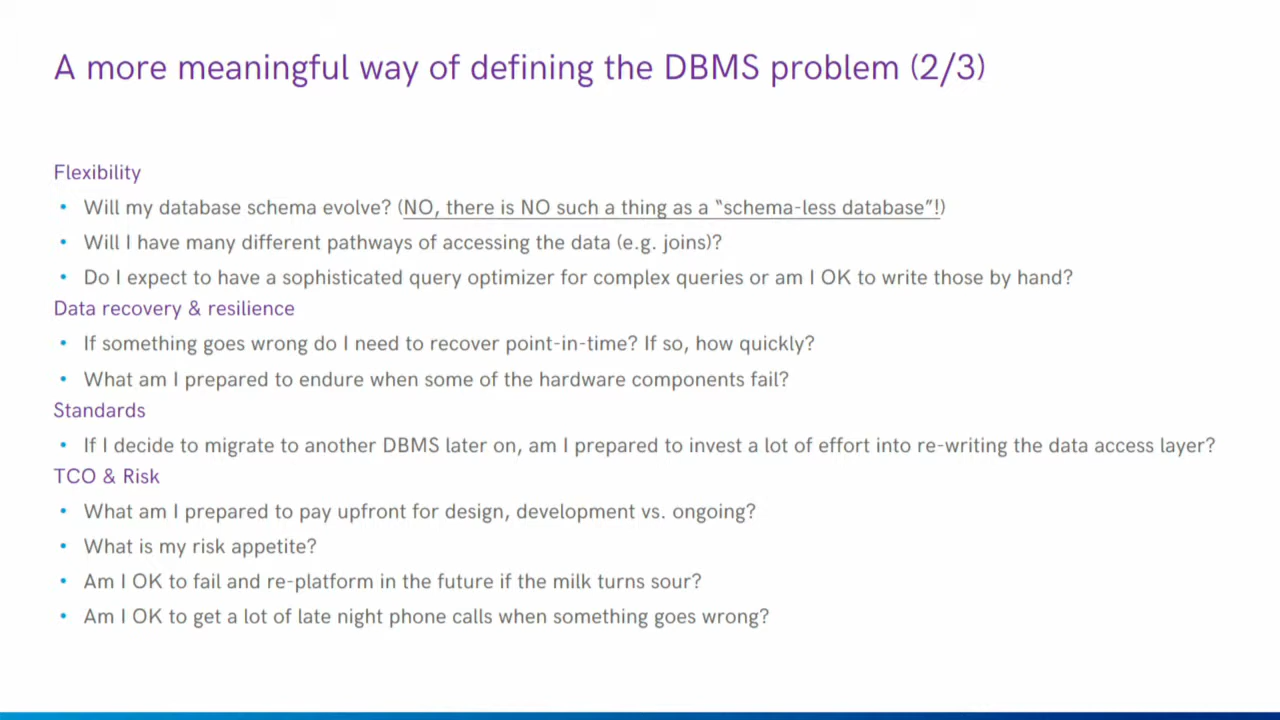 A more meaningful way of defining the DBMS problem (2/3)
Flexibility
• Will my database schema evolve? (NO, there is NO such a thing as a “schema-less database”!)
• Will I have many different pathways of accessing the data (e.g. joins)?
• Do I expect to have a sophisticated query optimizer for complex queries or am I OK to write those by hand?
Data recovery & resilience
• If something goes wrong do I need to recover point-in-time? If so, how quickly?
• What am I prepared to endure when some of the hardware components fail?
Standards
• If I decide to migrate to another DBMS later on, am I prepared to invest a lot of effort into re-writing the data access layer?
TCO & Risk
• What am I prepared to pay upfront for design, development vs. ongoing?
• What is my risk appetite?
• Am I OK to fail and re-platform in the future if the milk turns sour?
• Am I OK to get a lot of late night phone calls when something goes wrong?